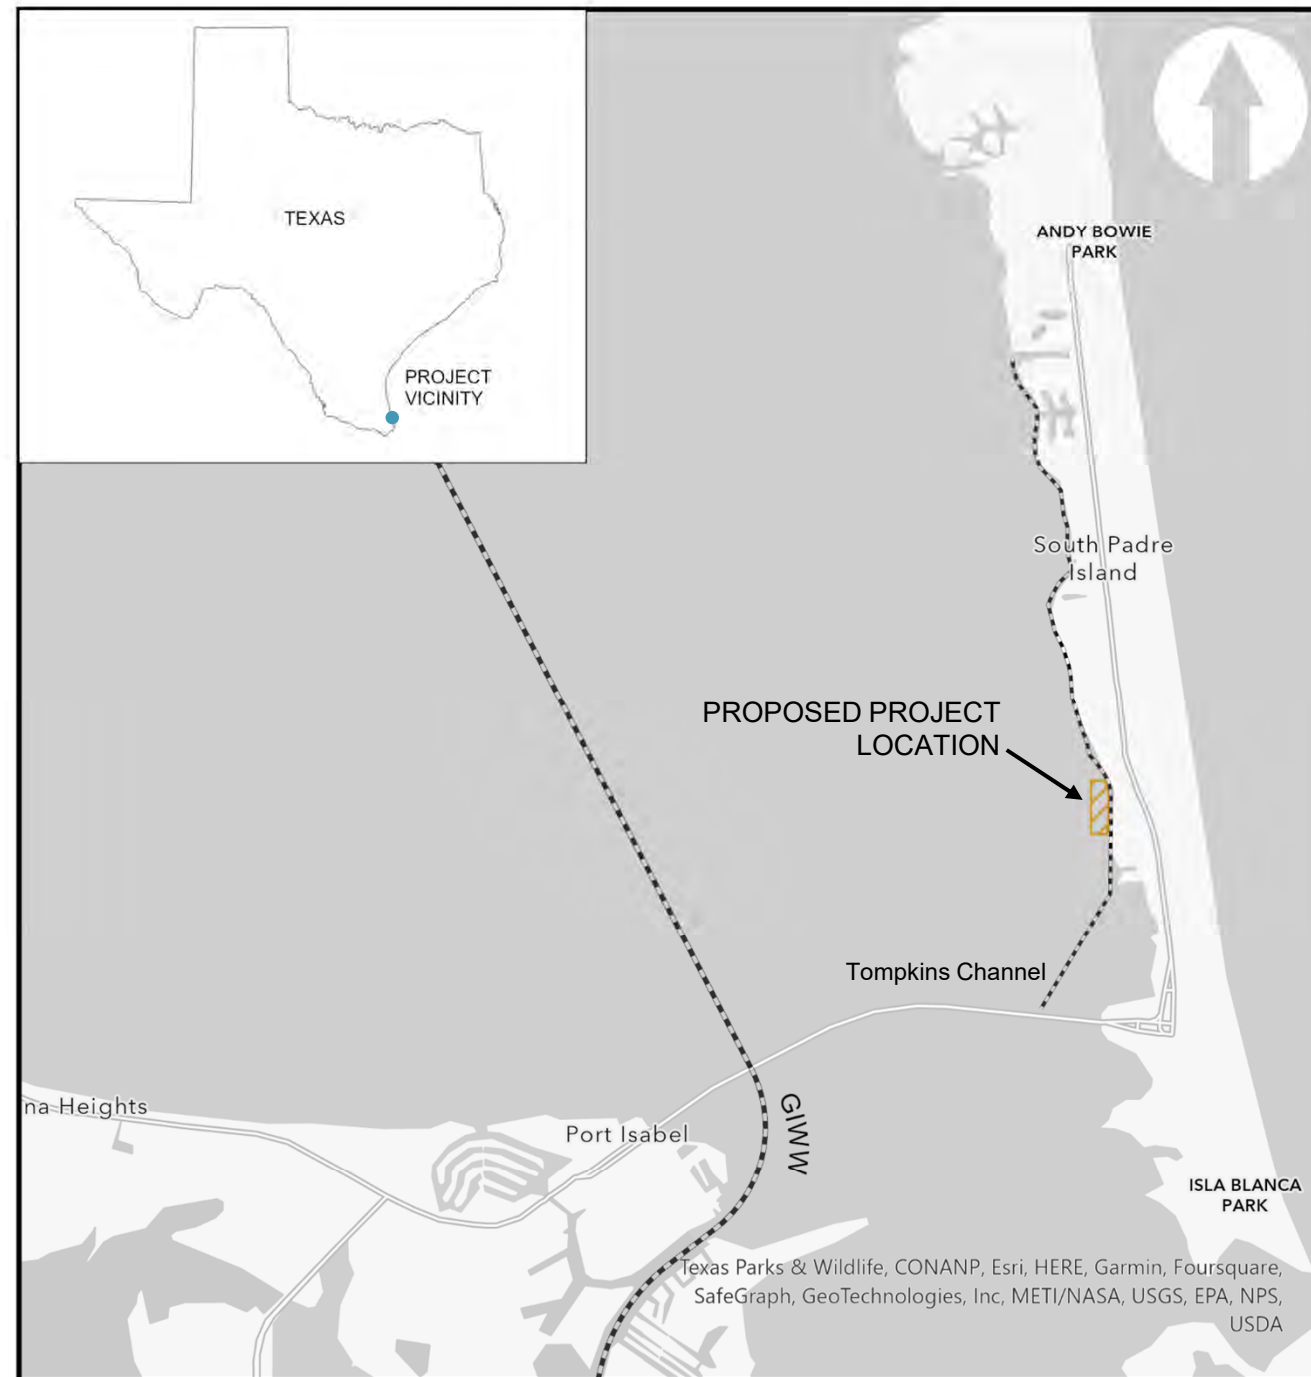 TEXAS
PROJECT
VICINITY
ANDY BOWIE
PARK
South Padre
Island
PROPOSED PROJECT
LOCATION
Tompkins Channel
na Heights
Port Isabel
GIWW
ISLA BLANCA
PARK
Texas Parks & Wildlife, CONANP, Esri, HERE, Garmin, Foursquare,
SafeGraph, GeoTechnologies, Inc, METI/NASA, USGS, EPA, NPS,
USDA